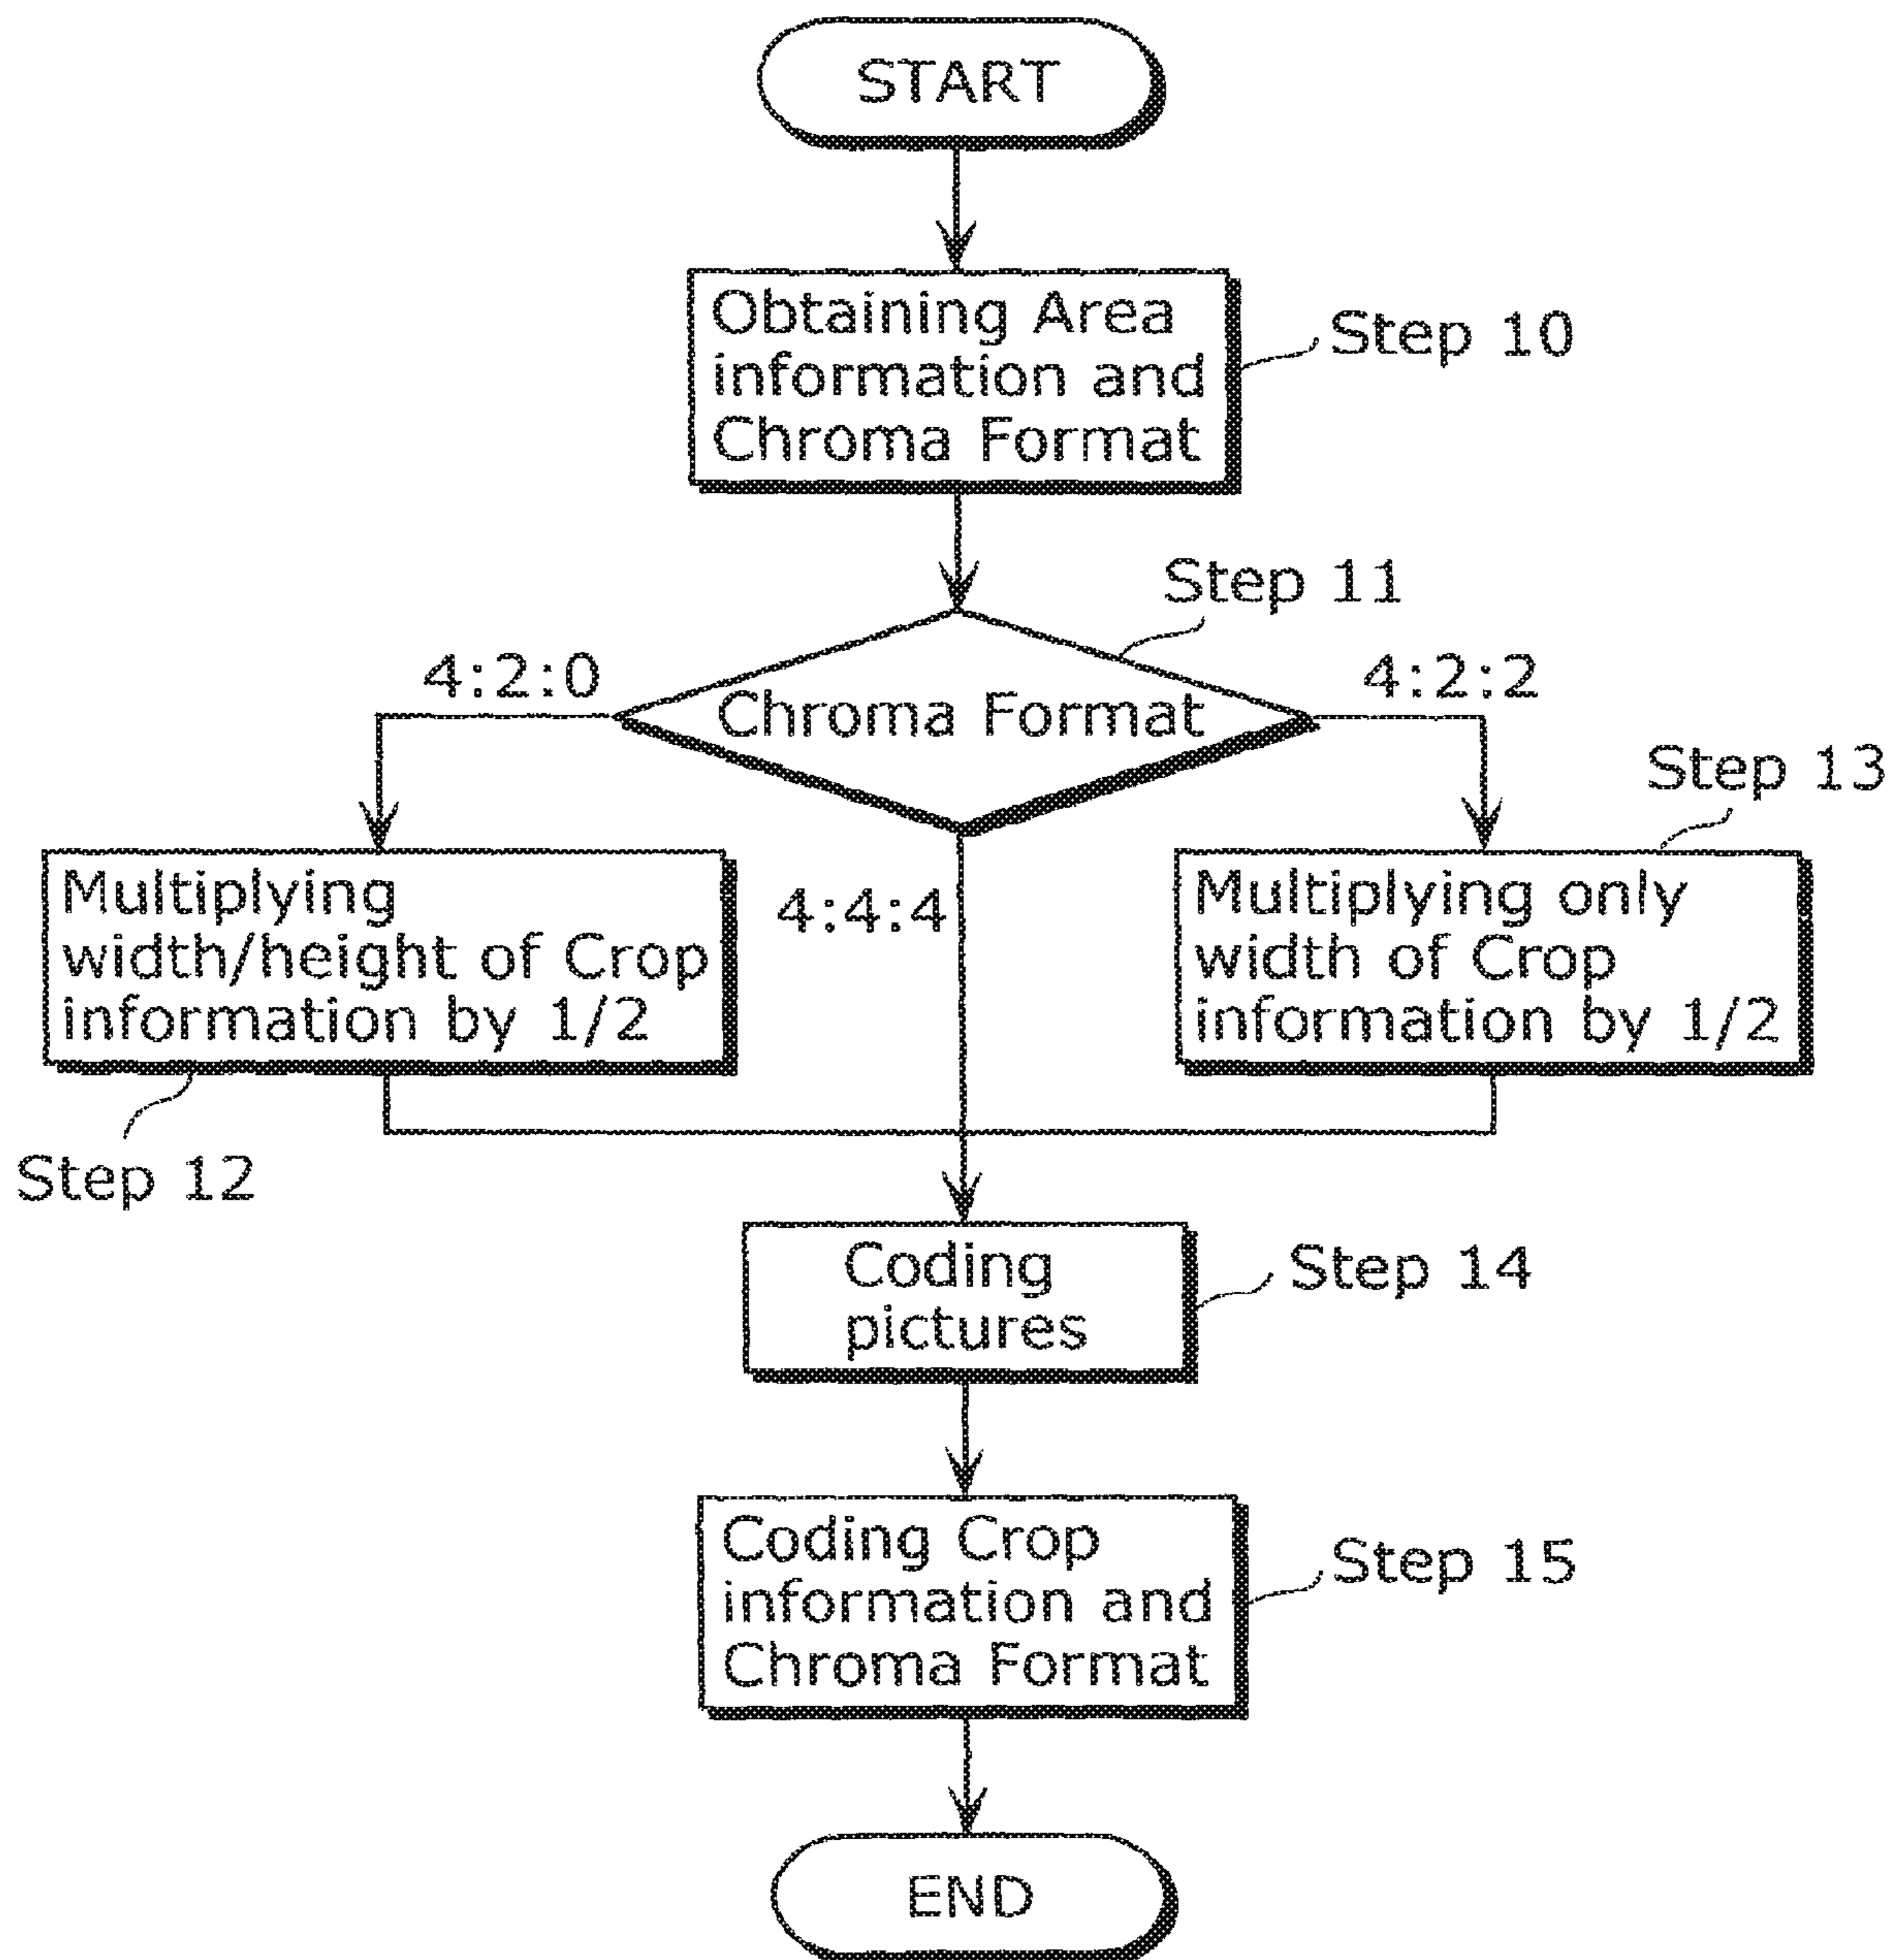 START
Obtaining Area
information and
Chroma Format
Step 10
Step 11
4:2:0
Chroma Format
4:2:2
Step 13
Multiplying
width/height of Crop
information by 1/2
4:4:4
Multiplying only
width of Crop
information by 1/2
Step 12
Coding
pictures
Step 14
Coding Crop
information and
Chroma Format
Step 15
END